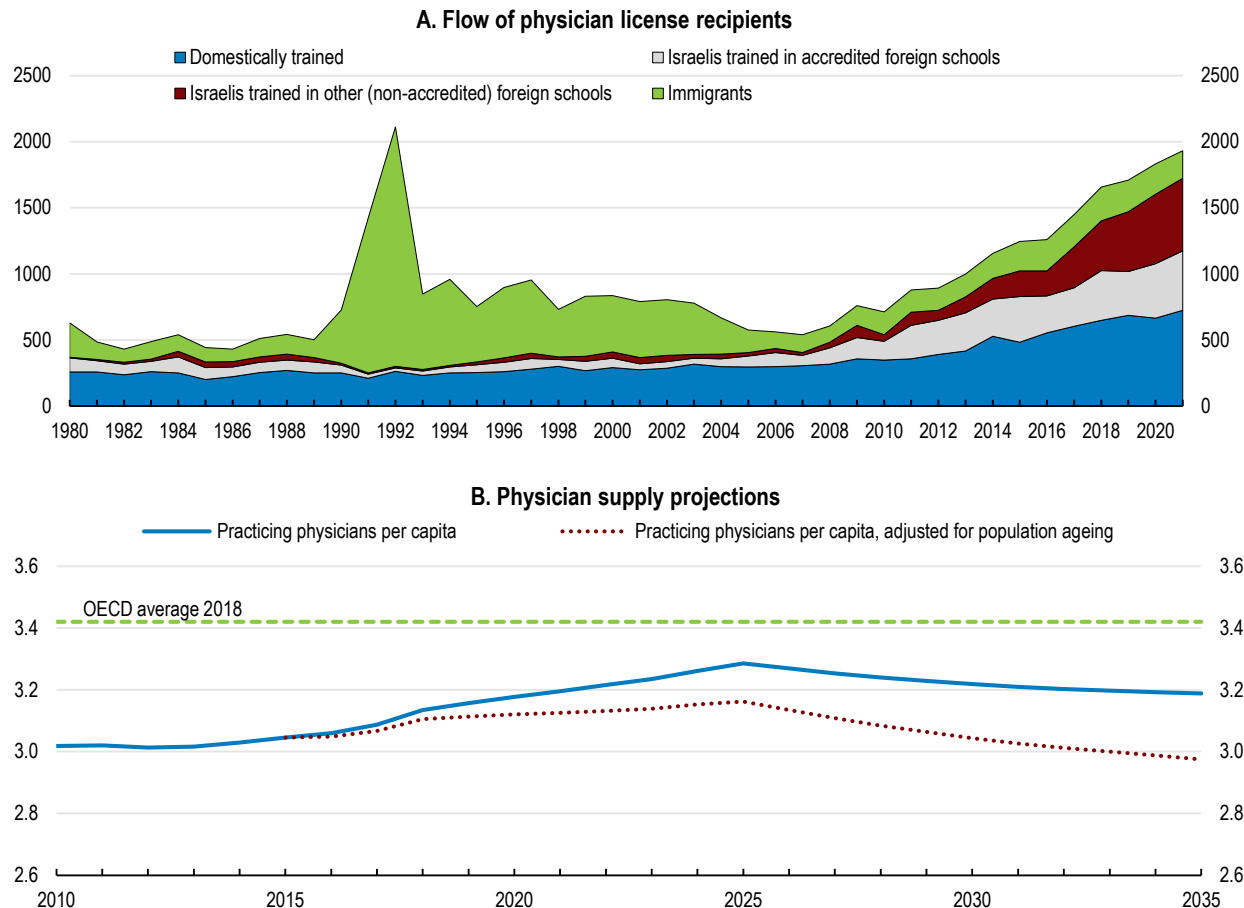 A. Flow of physician license recipients
Domestically trained
Israelis trained in accredited foreign schools
Israelis trained in other (non-accredited) foreign schools
Immigrants
2500 2500
2000 2000
1500 1500
1000 1000
500 500
0 0
1980 1982 1984 1986 1988 1990 1992 1994 1996 1998 2000 2002 2004 2006 2008 2010 2012 2014 2016 2018 2020
B. Physician supply projections
Practicing physicians per capita
Practicing physicians per capita, adjusted for population ageing
3.6 3.6
OECD average 2018
3.4 3.4
3.2 3.2
3.0 3.0
2.8 2.8
2.6 2.6
2010 2015 2020 2025 2030 2035